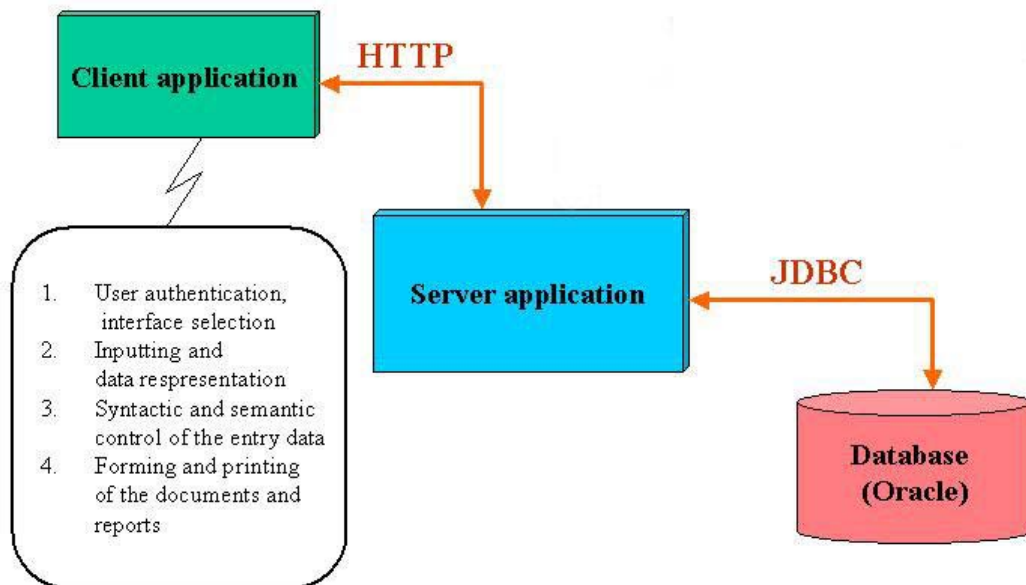 Client application
HTTP
Server application
JDBC
Database
(Oracle)
1. User authentication,
interface selection
2. Inputting and
data respresentation
3. Syntactic and semantic
control of the entry data
4. Forming and printing
of the documents and
reports